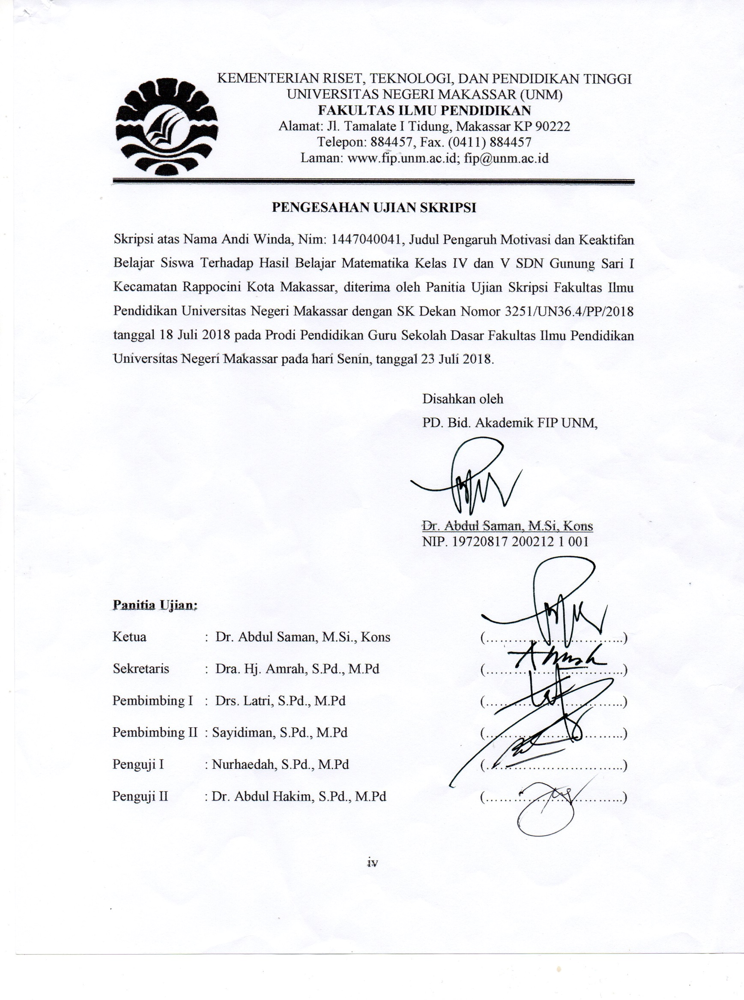 KEMENTERIAN RISET, TEKNOLOGI, DAN PENDIDIKAN TINGGI
UNIVERSITAS NEGERI MAKASSAR (UNM)
FAKULTAS ILMU PENDIDIKAN
Alamat: Jl. Tamalate I Tidung, Makassar KP 90222
Telepon: 884457, Fax. (0411) 884457
Laman: www.fip.unm.ac.id; fip@unm.ac.id
PENGESAHAN UJIAN SKRIPSI
Skripsi atas Nama Andi Winda, Nim: 1447040041, Judul Pengaruh Motivasi dan Keaktifan
Belajar Siswa Terhadap Hasil Belajar Matematika Kelas IV dan V SDN Gunung Sari I
Kecamatan Rappocini Kota Makassar, diterima oleh Panitia Ujian Skripsi Fakultas Ilmu
Pendidikan Universitas Negeri Makassar dengan SK Dekan Nomor 3251/UN36.4/PP/2018
tanggal 18 Juli 2018 pada Prodi Pendidikan Guru Sekolah Dasar Fakultas Ilmu Pendidikan
Universitas Negeri Makassar pada hari Senin, tanggal 23 Juli 2018.
Disahkan oleh
PD. Bid. Akademik FIP UNM,
Dr. Abdul Saman, M.Si, Kons
NIP. 19720817 200212 1 001
Panitia Ujian:
Ketua : Dr. Abdul Saman, M.Si., Kons (....................................)
Sekretaris : Dra. Hj. Amrah, S.Pd., M.Pd (....................................)
Pembimbing I : Drs. Latri, S.Pd., M.Pd (....................................)
Pembimbing II : Sayidiman, S.Pd., M.Pd (....................................)
Penguji I : Nurhaedah, S.Pd., M.Pd (....................................)
Penguji II : Dr. Abdul Hakim, S.Pd., M.Pd (....................................)
iv